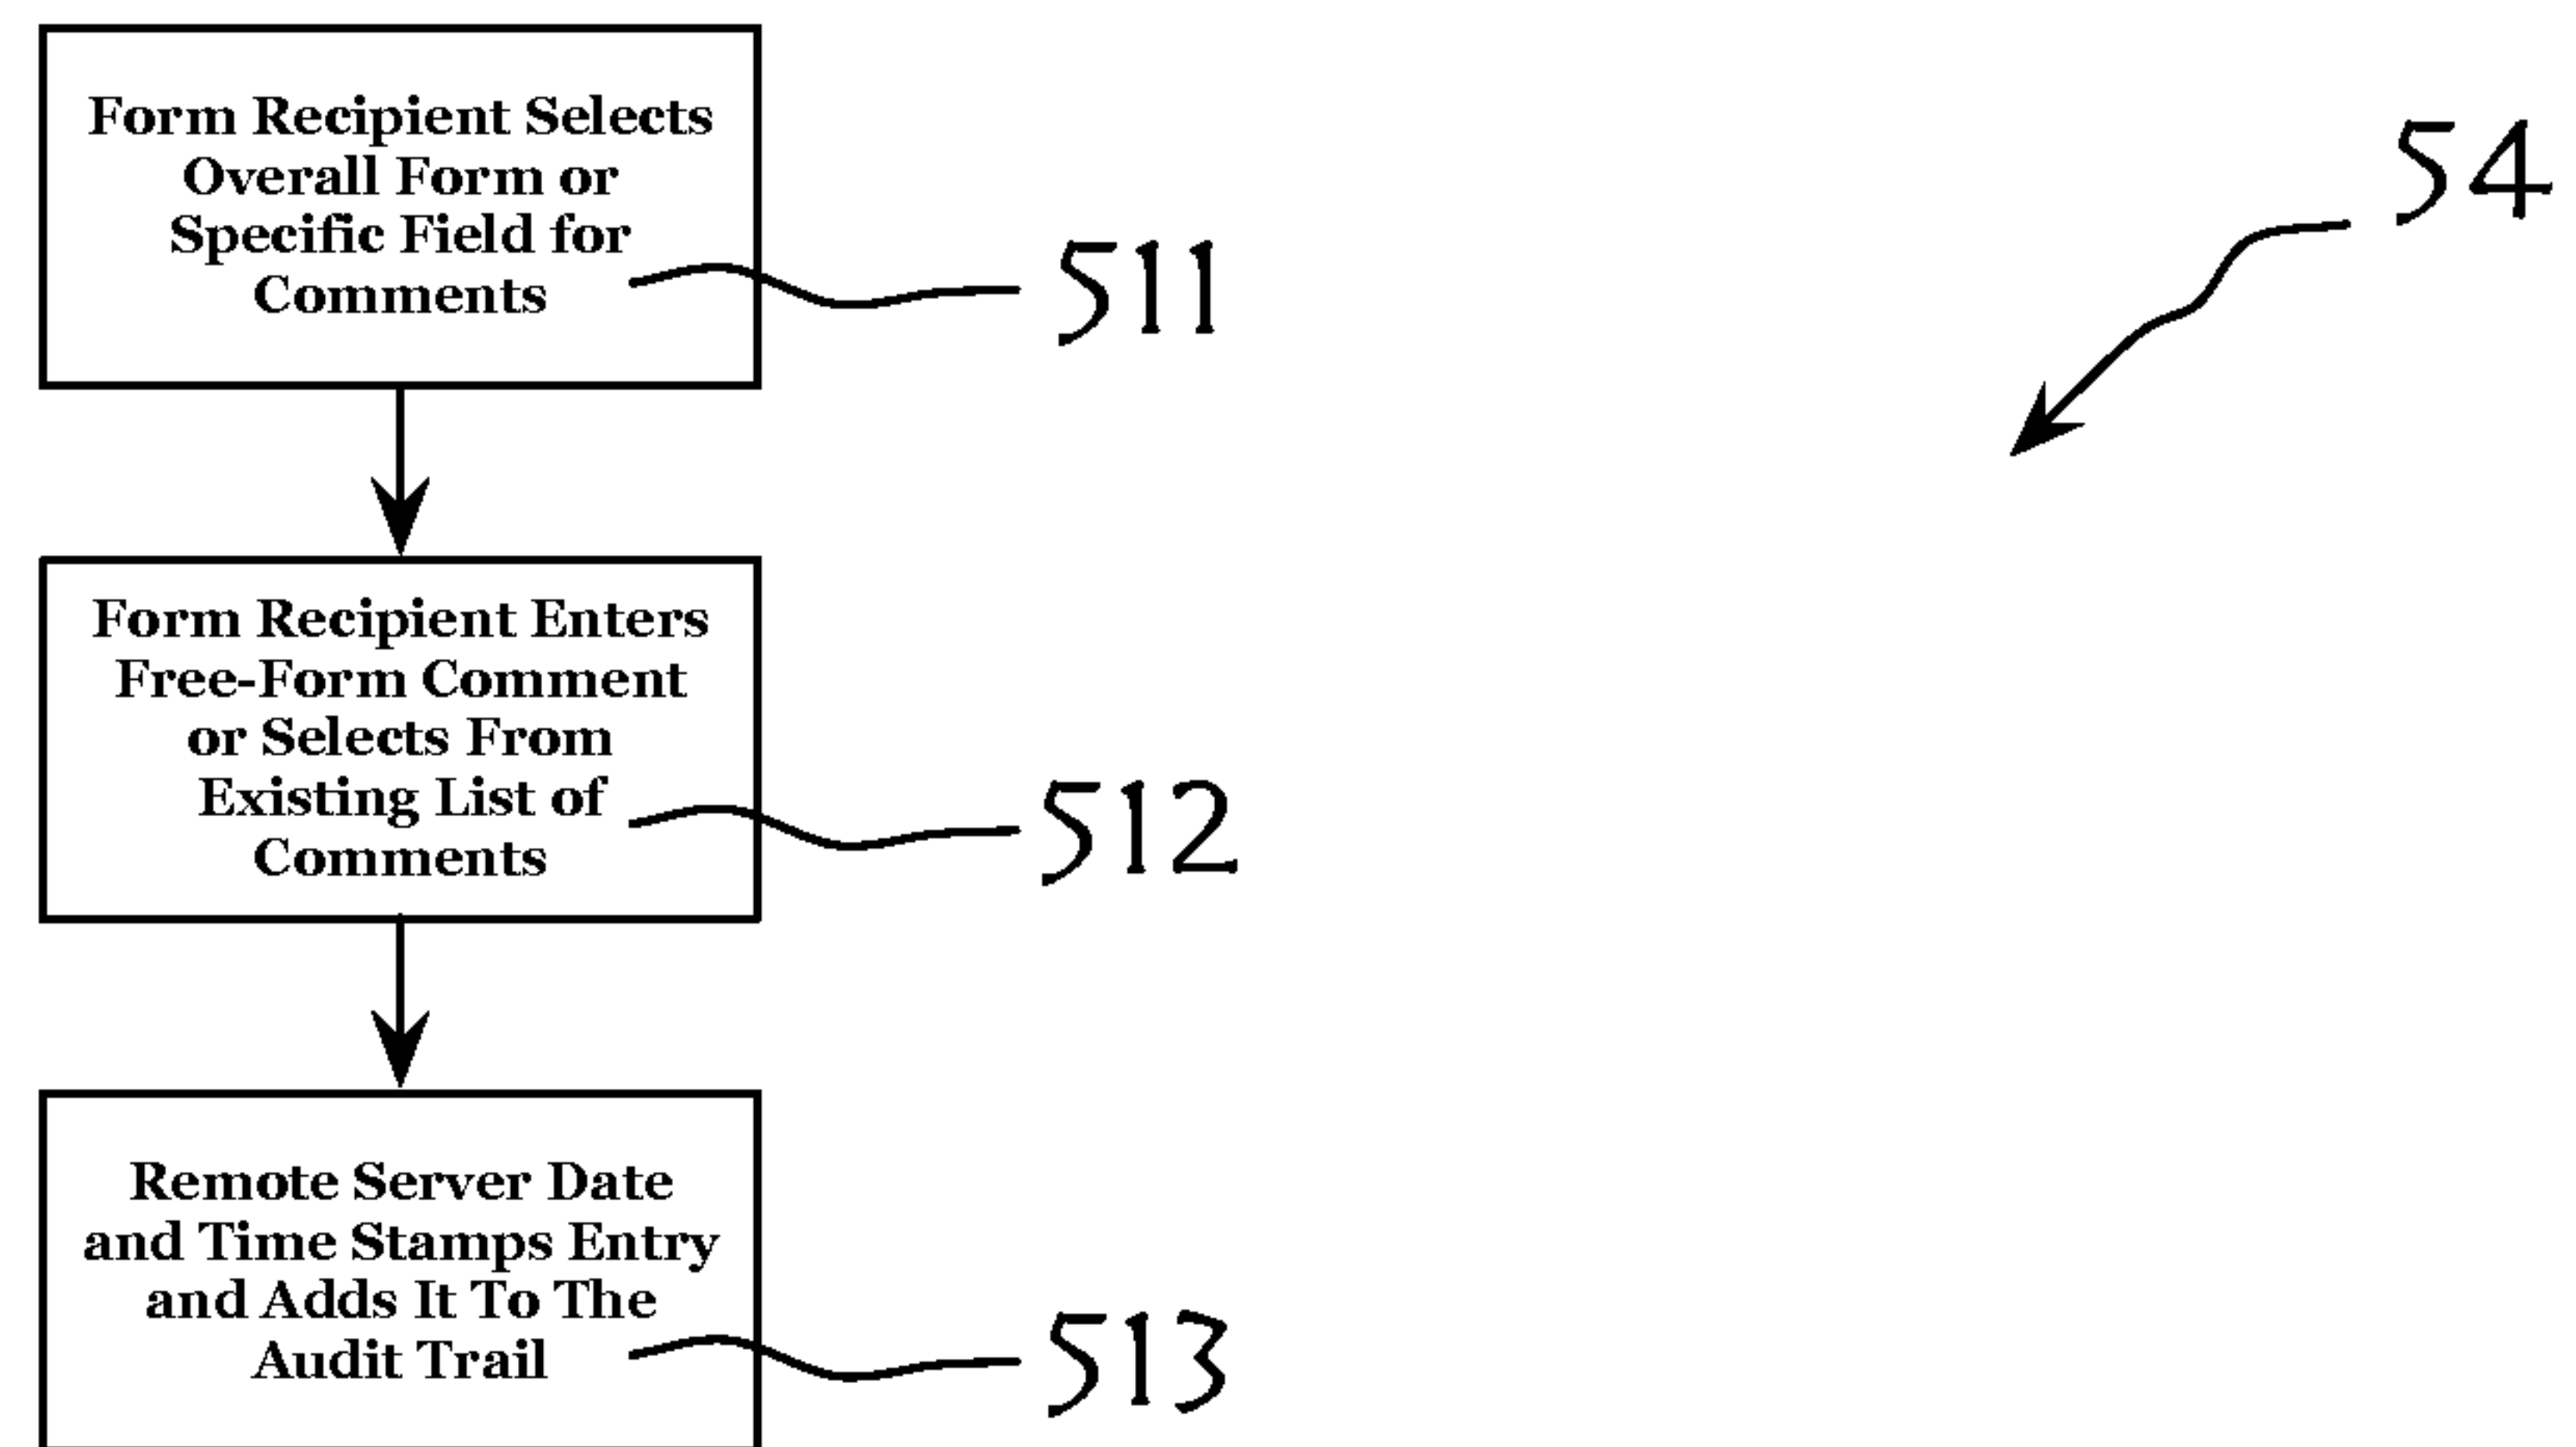 Form Recipient Selects
Overall Form or
Specific Field for
Comments
511
54
Form Recipient Enters
Free-Form Comment
or Selects From
Existing List of
Comments
512
Remote Server Date
and Time Stamps Entry
and Adds It To The
Audit Trail
513